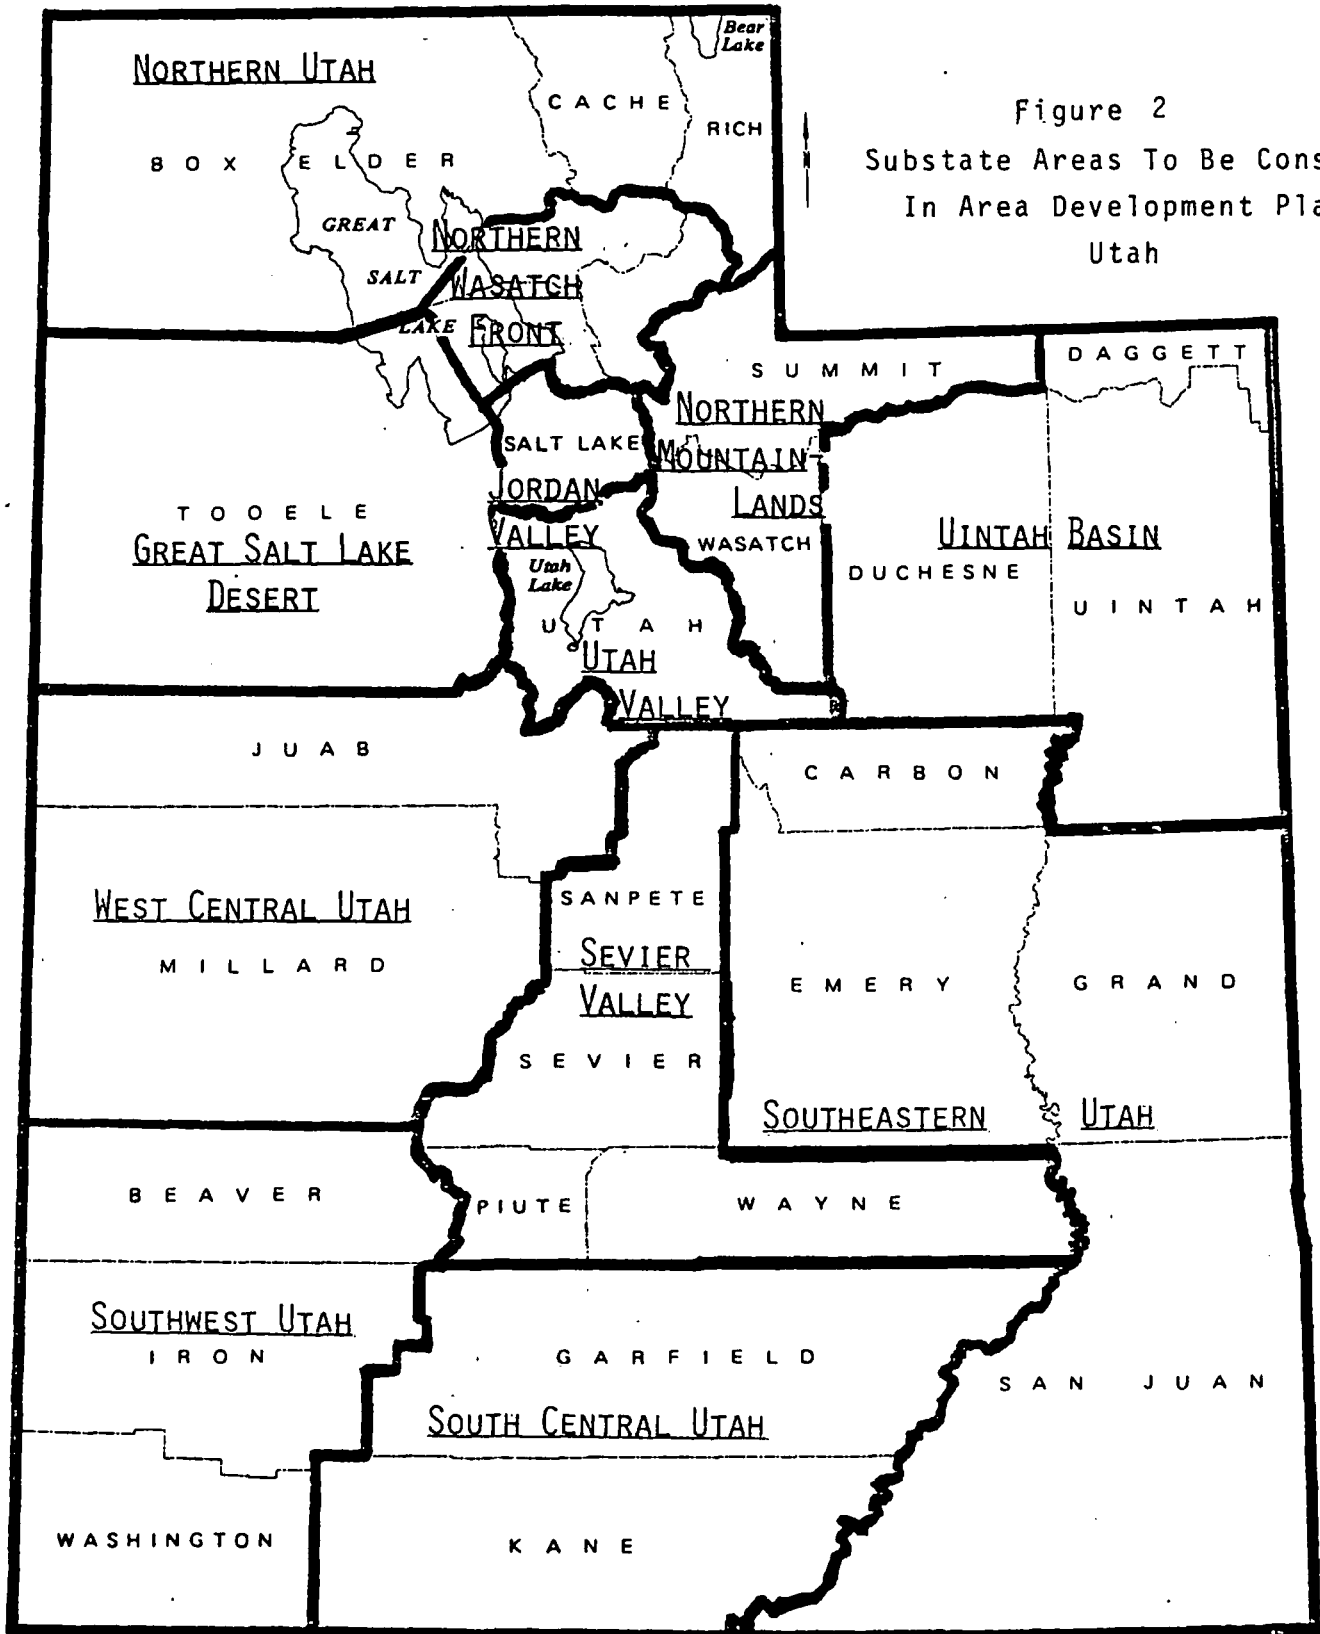 Figure 2
Substate Areas To Be Cons
In Area Development Pla
Utah
Bear
Lake
NORTHERN UTAH
CACHE
RICH
BOX ELDER
GREAT
SALT
LAKE
NORTHERN
WASATCH
FRONT
N
SUMMIT
DAGGETT
NORTHERN
MOUNTAIN-
LANDS
SALT LAKE
JORDAN
VALLEY
TOOELE
GREAT SALT LAKE
DESERT
WASATCH
Utah
Lake
UINTAH BASIN
DUCHESNE
UINTAH
UTAH
UTAH
VALLEY
JUAB
CARBON
WEST CENTRAL UTAH
MILLARD
SANPETE
SEVIER
VALLEY
SEVIER
EMERY
GRAND
SOUTHEASTERN UTAH
BEAVER
PIUTE
WAYNE
SOUTHWEST UTAH
IRON
GARFIELD
SAN JUAN
SOUTH CENTRAL UTAH
WASHINGTON
KANE